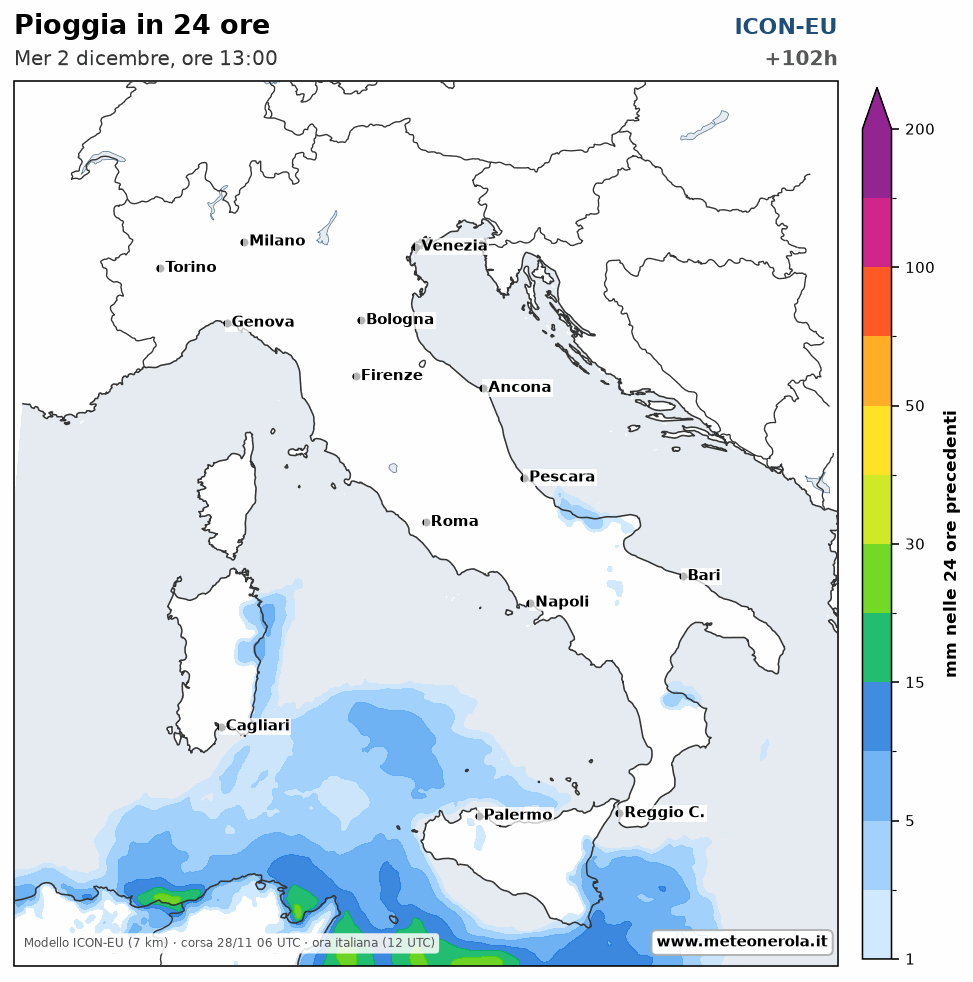 Pioggia in 24 ore
ICON-EU
Mer 2 dicembre, ore 13:00
+102h
200
Milano
Venezia
Torino
100
Genova
Bologna
Firenze
Ancona
50
Pescara
Roma
30
Bari
Napoli
mm nelle 24 ore precedenti
15
Cagliari
Palermo
Reggio C.
5
Modello ICON-EU (7 km) · corsa 28/11 06 UTC · ora italiana (12 UTC)
www.meteonerola.it
1